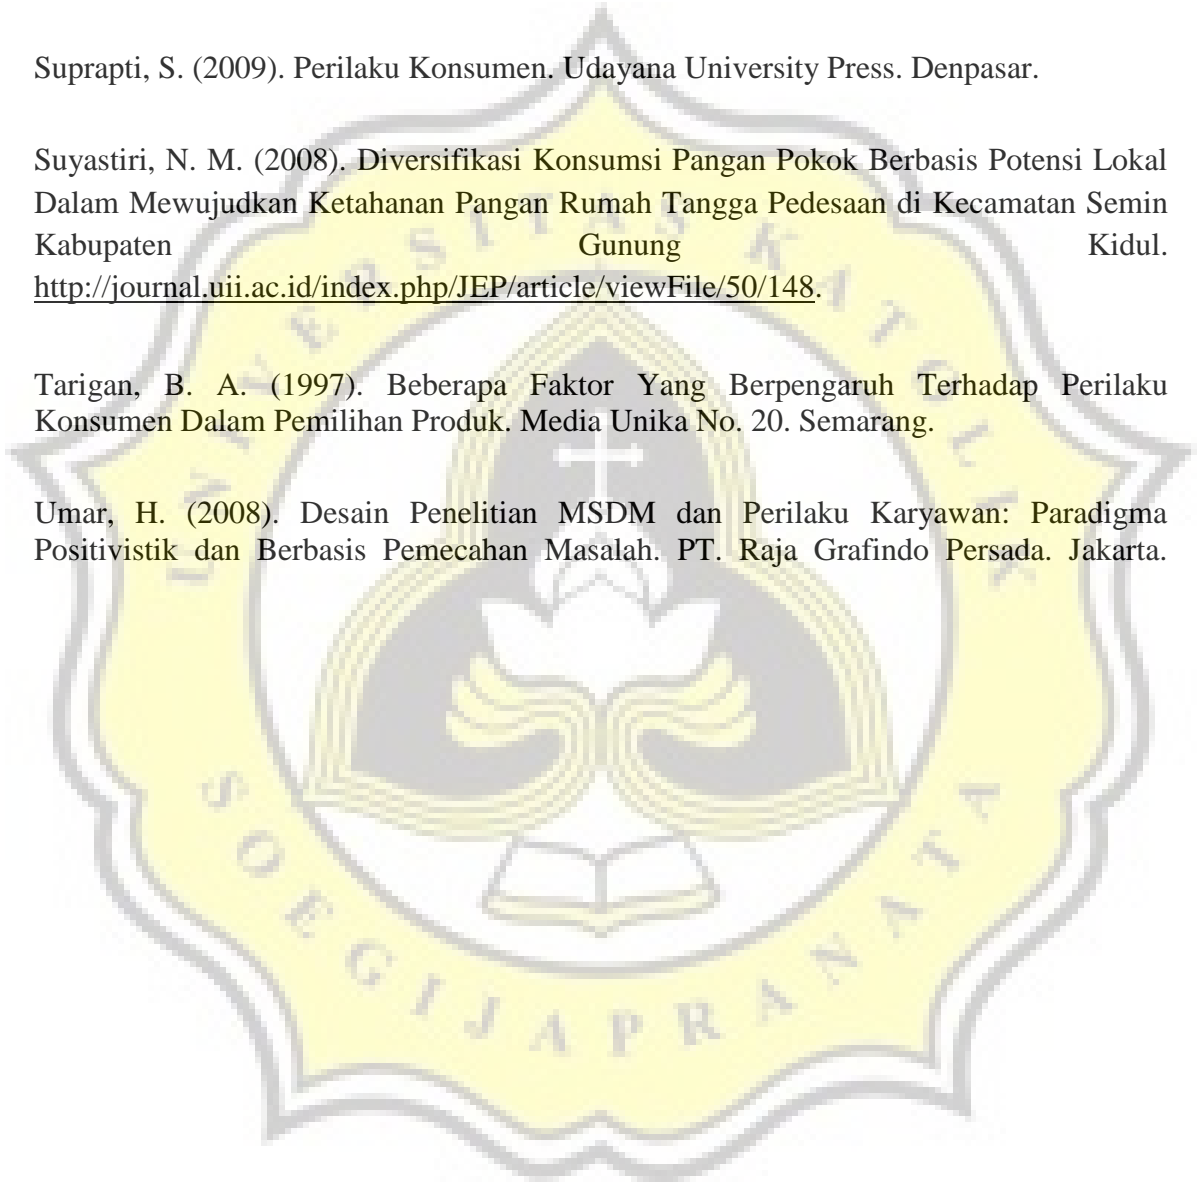 Suprapti, S. (2009). Perilaku Konsumen. Udayana University Press. Denpasar.
Suyastiri, N. M. (2008). Diversifikasi Konsumsi Pangan Pokok Berbasis Potensi Lokal
Dalam Mewujudkan Ketahanan Pangan Rumah Tangga Pedesaan di Kecamatan Semin
Kabupaten Gunung Kidul.
http://journal.uii.ac.id/index.php/JEP/article/viewFile/50/148.
Tarigan, B. A. (1997). Beberapa Faktor Yang Berpengaruh Terhadap Perilaku
Konsumen Dalam Pemilihan Produk. Media Unika No. 20. Semarang.
Umar, H. (2008). Desain Penelitian MSDM dan Perilaku Karyawan: Paradigma
Positivistik dan Berbasis Pemecahan Masalah. PT. Raja Grafindo Persada. Jakarta.
UNIVERSITAS KATOLIK
SOEGIJAPRANATA